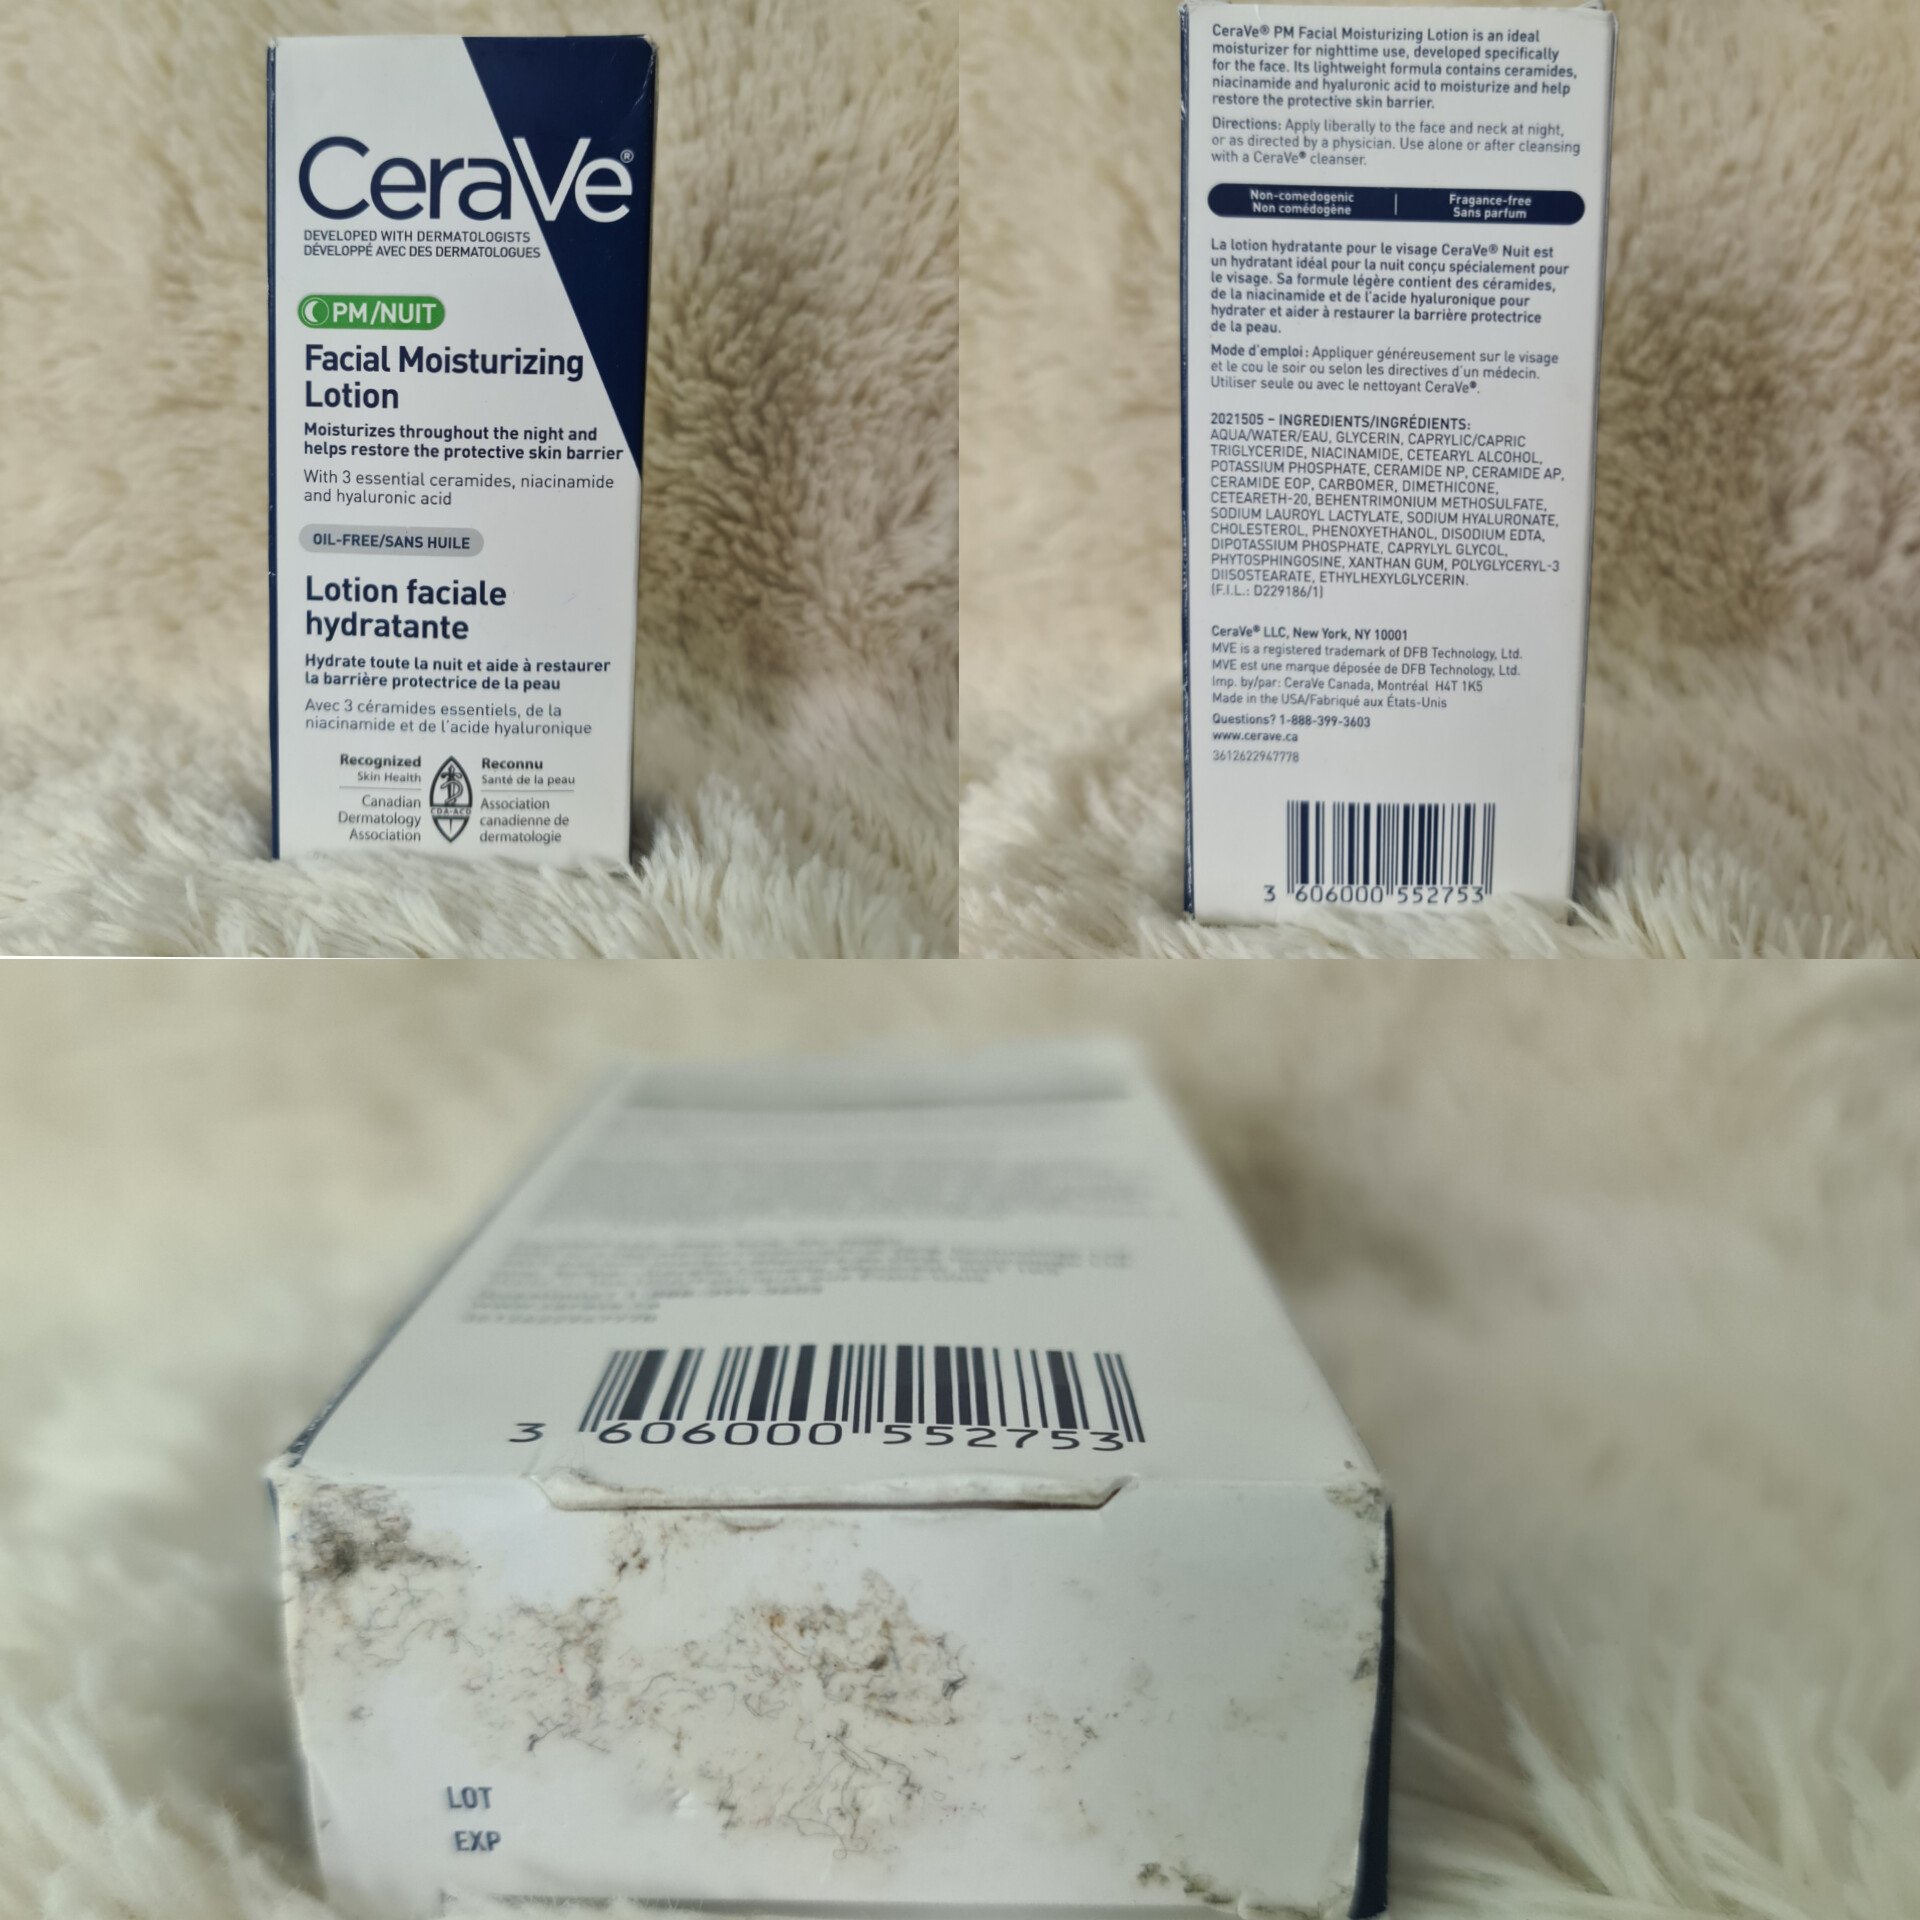 CeraVe®
DEVELOPED WITH DERMATOLOGISTS
DÉVELOPPÉ AVEC DES DERMATOLOGUES
PM/NUIT
Facial Moisturizing
Lotion
Moisturizes throughout the night and
helps restore the protective skin barrier
With 3 essential ceramides, niacinamide
and hyaluronic acid
OIL-FREE/SANS HUILE
Lotion faciale
hydratante
Hydrate toute la nuit et aide à restaurer
la barrière protectrice de la peau
Avec 3 céramides essentiels, de la
niacinamide et de l'acide hyaluronique
Recognized
Skin Health
Canadian
Dermatology
Association
CDA-ACD
Reconnu
Santé de la peau
Association
canadienne de
dermatologie
CeraVe® PM Facial Moisturizing Lotion is an ideal
moisturizer for nighttime use, developed specifically
for the face. Its lightweight formula contains ceramides,
niacinamide and hyaluronic acid to moisturize and help
restore the protective skin barrier.
Directions: Apply liberally to the face and neck at night,
or as directed by a physician. Use alone or after cleansing
with a CeraVe® cleanser.
Non-comedogenic
Non comédogène
Fragance-free
Sans parfum
La lotion hydratante pour le visage CeraVe® Nuit est
un hydratant idéal pour la nuit conçu spécialement pour
le visage. Sa formule légère contient des céramides,
de la niacinamide et de l'acide hyaluronique pour
hydrater et aider à restaurer la barrière protectrice
de la peau.
Mode d'emploi : Appliquer généreusement sur le visage
et le cou le soir ou selon les directives d'un médecin.
Utiliser seule ou avec le nettoyant CeraVe®.
2021505 – INGREDIENTS/INGRÉDIENTS:
AQUA/WATER/EAU, GLYCERIN, CAPRYLIC/CAPRIC
TRIGLYCERIDE, NIACINAMIDE, CETEARYL ALCOHOL,
POTASSIUM PHOSPHATE, CERAMIDE NP, CERAMIDE AP,
CERAMIDE EOP, CARBOMER, DIMETHICONE,
CETEARETH-20, BEHENTRIMONIUM METHOSULFATE,
SODIUM LAUROYL LACTYLATE, SODIUM HYALURONATE,
CHOLESTEROL, PHENOXYETHANOL, DISODIUM EDTA,
DIPOTASSIUM PHOSPHATE, CAPRYLYL GLYCOL,
PHYTOSPHINGOSINE, XANTHAN GUM, POLYGLYCERYL-3
DIISOSTEARATE, ETHYLHEXYLGLYCERIN.
(F.I.L.: D229186/1)
CeraVe® LLC, New York, NY 10001
MVE is a registered trademark of DFB Technology, Ltd.
MVE est une marque déposée de DFB Technology, Ltd.
Imp. by/par: CeraVe Canada, Montréal H4T 1K5
Made in the USA/Fabriqué aux États-Unis
Questions? 1-888-399-3603
www.cerave.ca
3612622947778
3 606000 552753
3 606000 552753
LOT
EXP